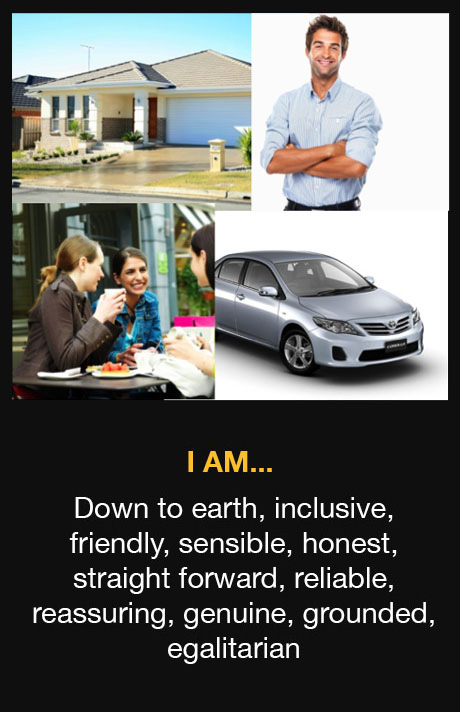 I AM...
Down to earth, inclusive,
friendly, sensible, honest,
straight forward, reliable,
reassuring, genuine, grounded,
egalitarian